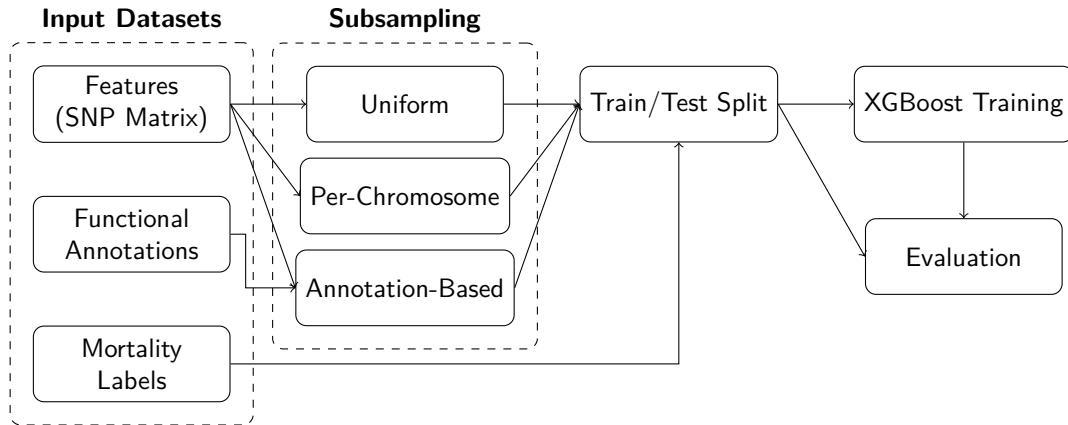 Input Datasets
Features
(SNP Matrix)
Functional
Annotations
Mortality
Labels
Subsampling
Uniform
Per-Chromosome
Annotation-Based
Train/Test Split
XGBoost Training
Evaluation